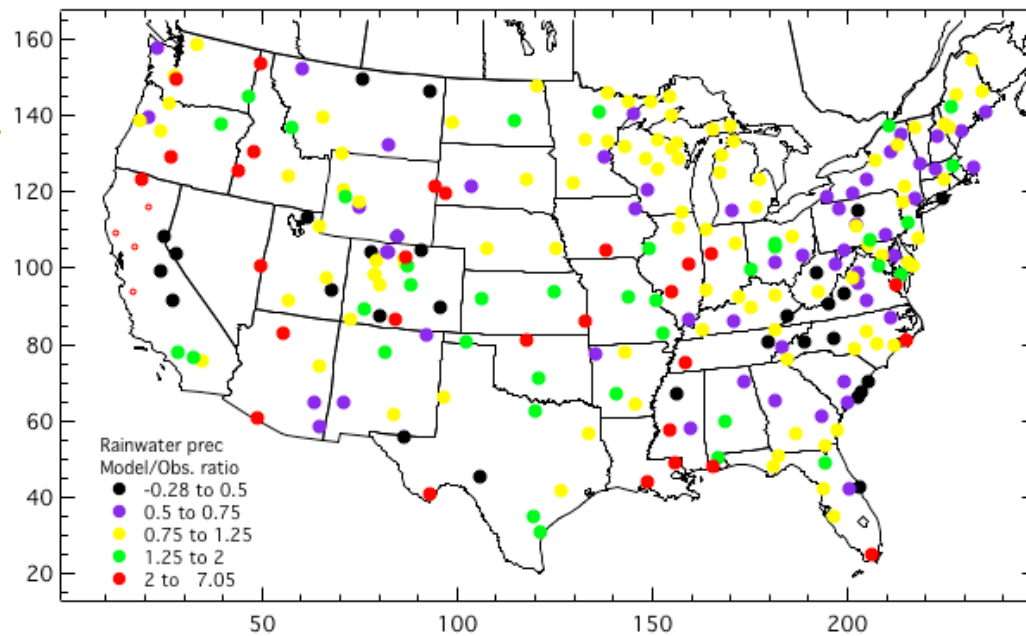 160
140
120
100
80
60
40
20
Rainwater prec
Model/Obs. ratio
-0.28 to 0.5
0.5 to 0.75
0.75 to 1.25
1.25 to 2
2 to 7.05
50
100
150
200